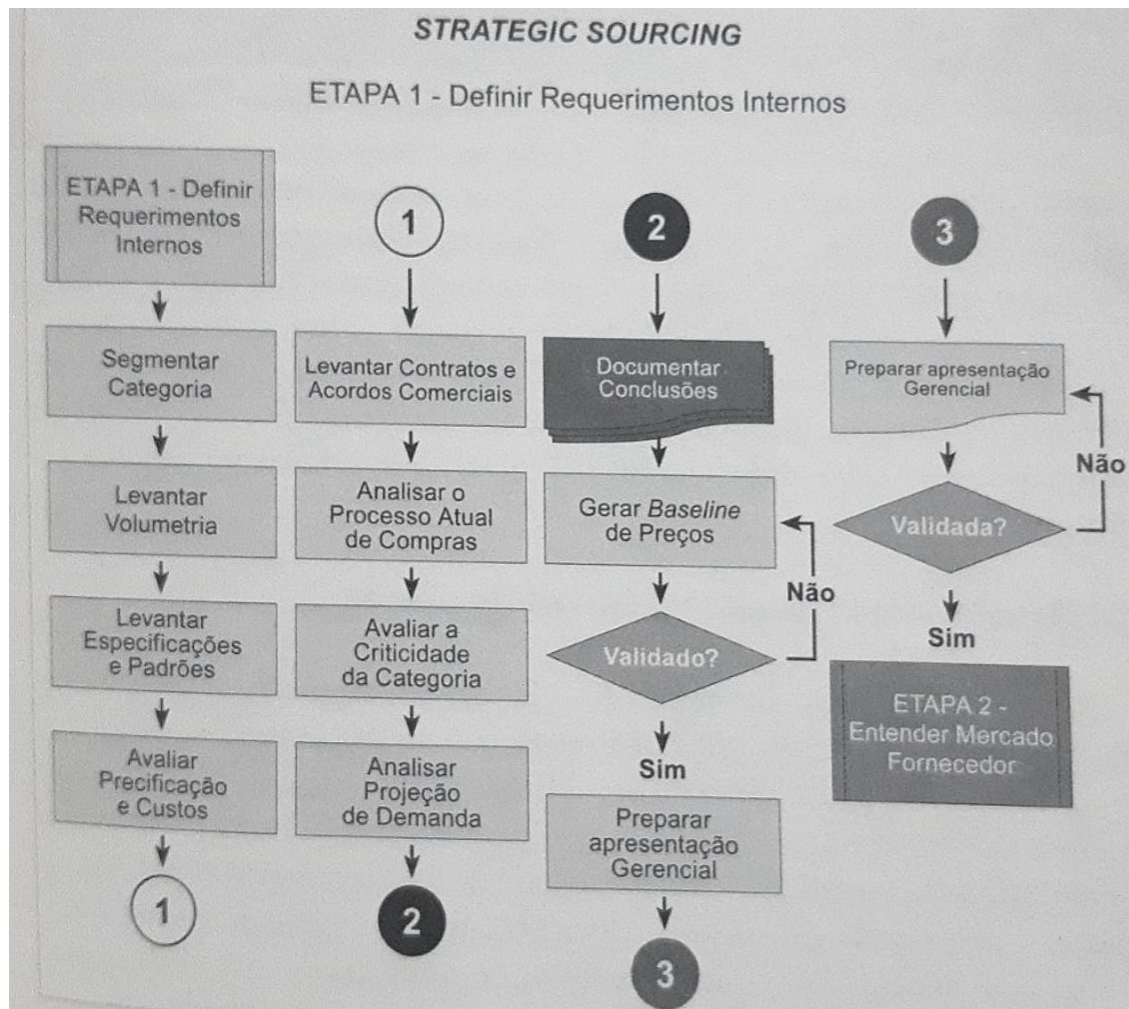 STRATEGIC SOURCING
ETAPA 1 - Definir Requerimentos Internos
ETAPA 1 - Definir
Requerimentos
Internos
Segmentar
Categoria
Levantar
Volumetria
Levantar
Especificações
e Padrões
Avaliar
Precificação
e Custos
1
1
Levantar Contratos e
Acordos Comerciais
Analisar o
Processo Atual
de Compras
Avaliar a
Criticidade
da Categoria
Analisar
Projeção
de Demanda
2
2
Documentar
Conclusões
Gerar Baseline
de Preços
Não
Validado?
Sim
Preparar
apresentação
Gerencial
3
3
Preparar apresentação
Gerencial
Não
Validada?
Sim
ETAPA 2 -
Entender Mercado
Fornecedor